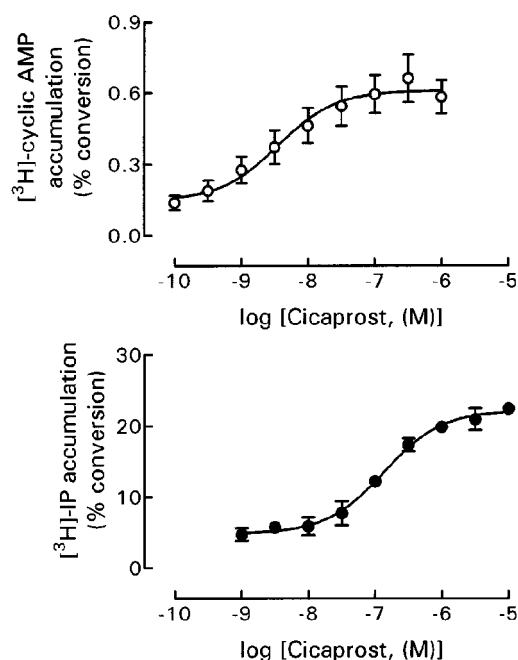 [³H]-cyclic AMP
accumulation
(% conversion)
0.9
0.6
0.3
0.0
-10 -9 -8 -7 -6 -5
log [Cicaprost, (M)]
[³H]-IP accumulation
(% conversion)
30
20
10
0
-10 -9 -8 -7 -6 -5
log [Cicaprost, (M)]